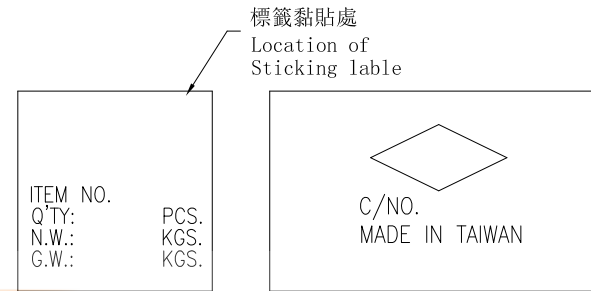 標籤黏貼處
Location of
Sticking lable
ITEM NO.
Q'TY: PCS.
N.W.: KGS.
G.W.: KGS.
C/NO.
MADE IN TAIWAN